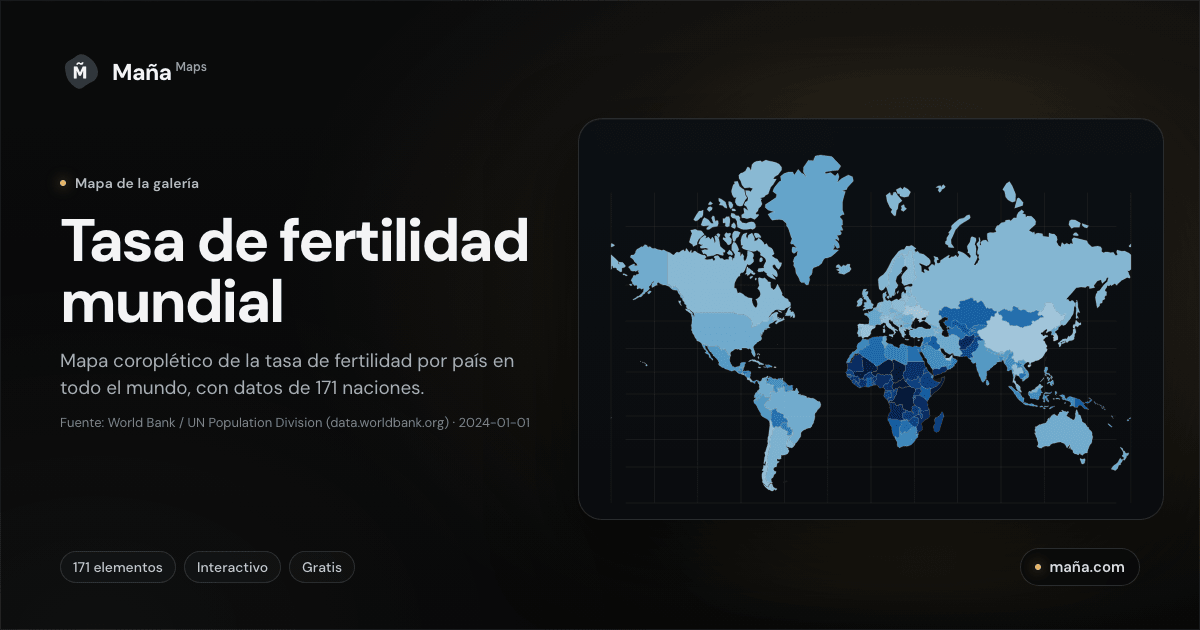 M̃
Maña Maps
Mapa de la galería
Tasa de fertilidad
mundial
Mapa coroplético de la tasa de fertilidad por país en
todo el mundo, con datos de 171 naciones.
Fuente: World Bank / UN Population Division (data.worldbank.org) · 2024-01-01
171 elementos
Interactivo
Gratis
maña.com